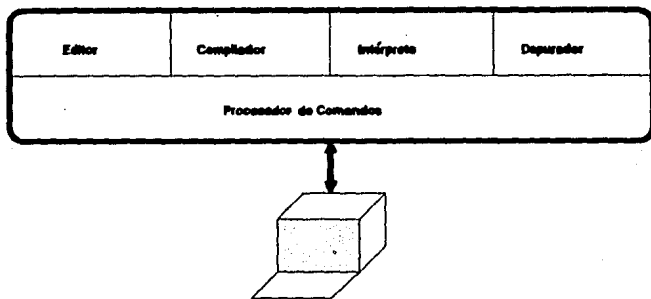 Editor
Compilador
Intérprete
Depurador
Processador de Comandos